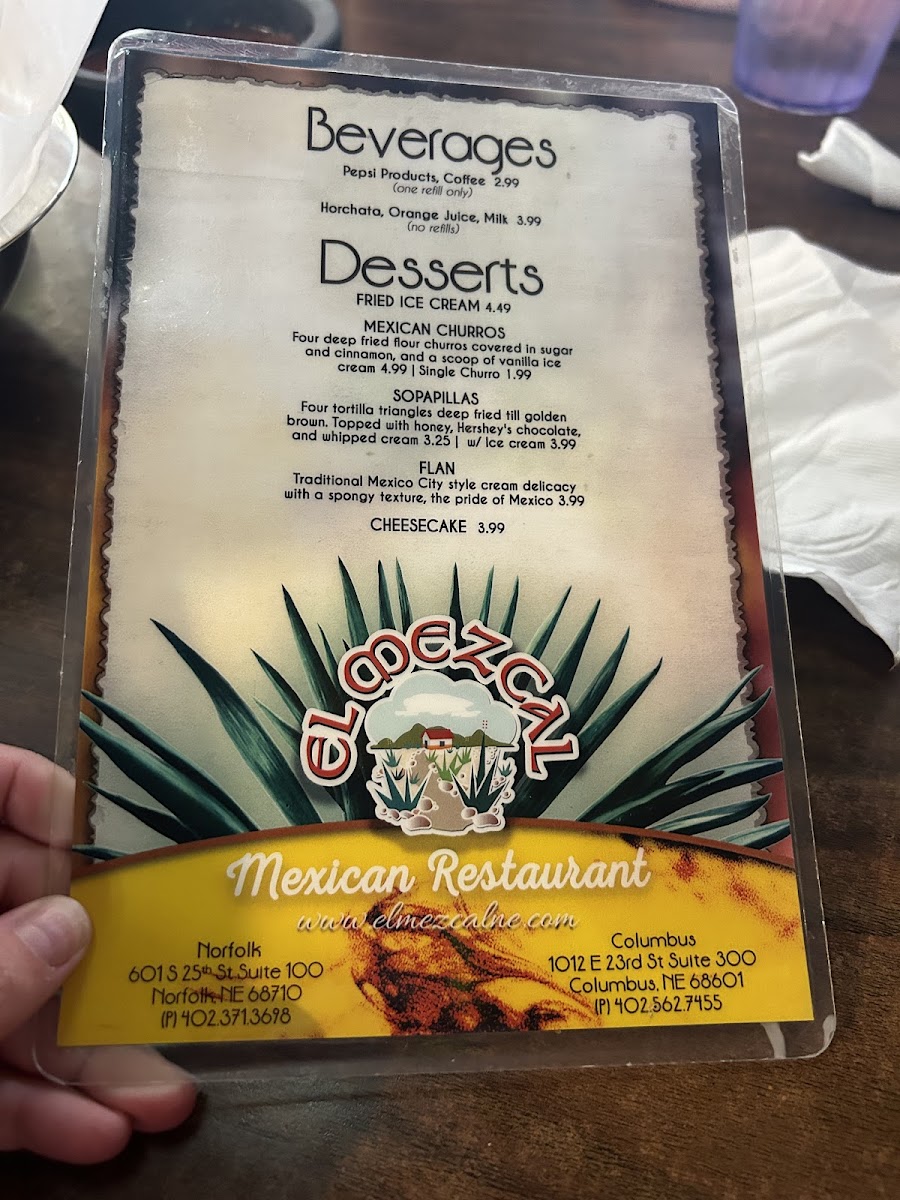 Beverages
Pepsi Products, Coffee 2.99
(one refill only)
Horchata, Orange Juice, Milk 3.99
(no refills)
Desserts
FRIED ICE CREAM 4.49
MEXICAN CHURROS
Four deep fried flour churros covered in sugar
and cinnamon, and a scoop of vanilla ice
cream 4.99 | Single Churro 1.99
SOPAPILLAS
Four tortilla triangles deep fried till golden
brown. Topped with honey, Hershey's chocolate,
and whipped cream 3.25 | w/ Ice cream 3.99
FLAN
Traditional Mexico City style cream delicacy
with a spongy texture, the pride of Mexico 3.99
CHEESECAKE 3.99
EL MEZCAL
Mexican Restaurant
www.elmezcalne.com
Norfolk
601 S 25th St Suite 100
Norfolk, NE 68710
(P) 402.371.3698
Columbus
1012 E 23rd St Suite 300
Columbus, NE 68601
(P) 402.562.7455